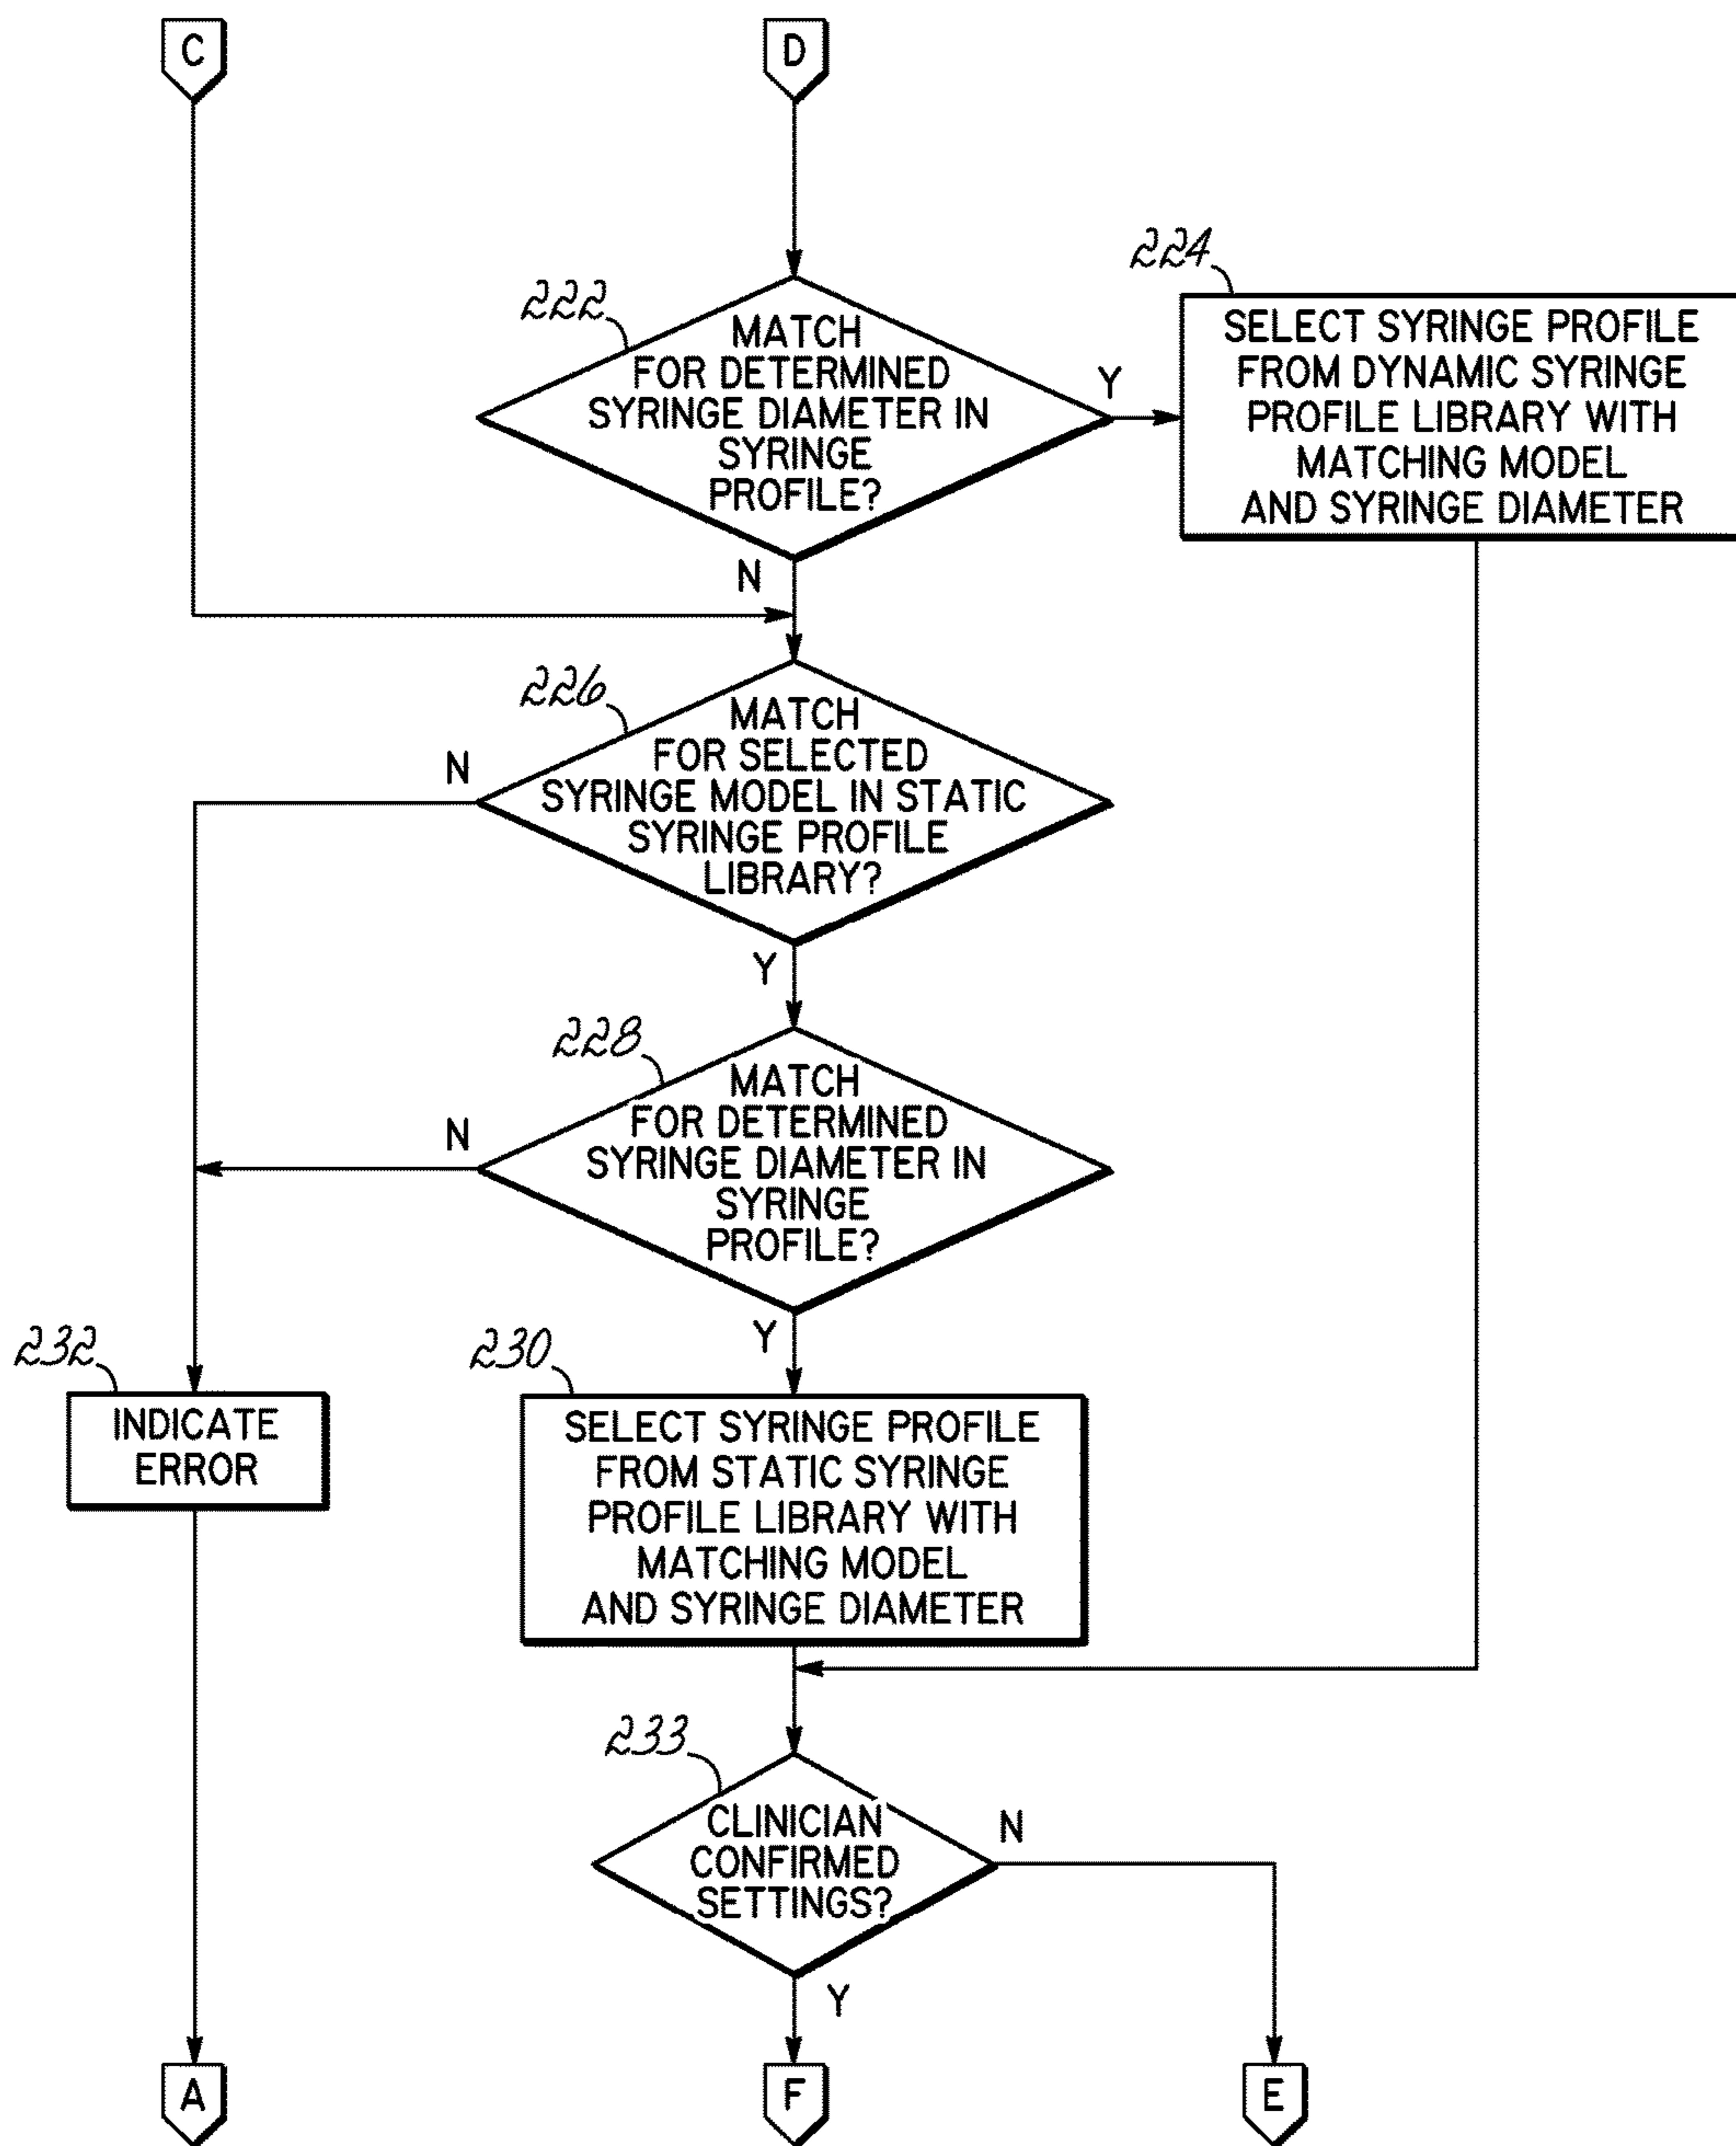 C
D
222
MATCH
FOR DETERMINED
SYRINGE DIAMETER IN
SYRINGE
PROFILE?
Y
N
224
SELECT SYRINGE PROFILE
FROM DYNAMIC SYRINGE
PROFILE LIBRARY WITH
MATCHING MODEL
AND SYRINGE DIAMETER
226
MATCH
FOR SELECTED
SYRINGE MODEL IN STATIC
SYRINGE PROFILE
LIBRARY?
N
Y
228
MATCH
FOR DETERMINED
SYRINGE DIAMETER IN
SYRINGE
PROFILE?
N
Y
232
INDICATE
ERROR
230
SELECT SYRINGE PROFILE
FROM STATIC SYRINGE
PROFILE LIBRARY WITH
MATCHING MODEL
AND SYRINGE DIAMETER
233
CLINICIAN
CONFIRMED
SETTINGS?
N
Y
A
F
E